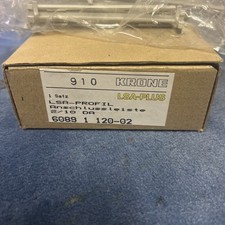 910 KRONE
1 Satz LSA-PLUS
LSA-PROFIL
Anschlussleiste
2/10 DA
6089 1 120-02